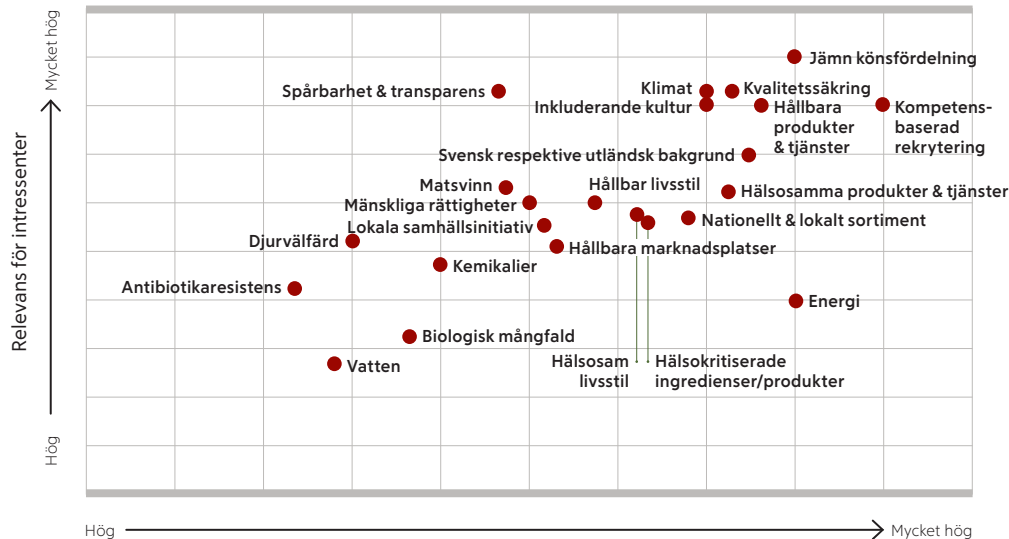 Mycket hög
Relevans för intressenter
Hög
Jämn könsfördelning
Spårbarhet & transparens
Klimat
Kvalitetssäkring
Inkluderande kultur
Hållbara
produkter
& tjänster
Kompetens-
baserad
rekrytering
Svensk respektive utländsk bakgrund
Matsvinn
Hållbar livsstil
Hälsosamma produkter & tjänster
Mänskliga rättigheter
Lokala samhällsinitiativ
Nationellt & lokalt sortiment
Djurvälfärd
Hållbara marknadsplatser
Kemikalier
Antibiotikaresistens
Energi
Biologisk mångfald
Vatten
Hälsosam
livsstil
Hälsokritiserade
ingredienser/produkter
Hög
Mycket hög